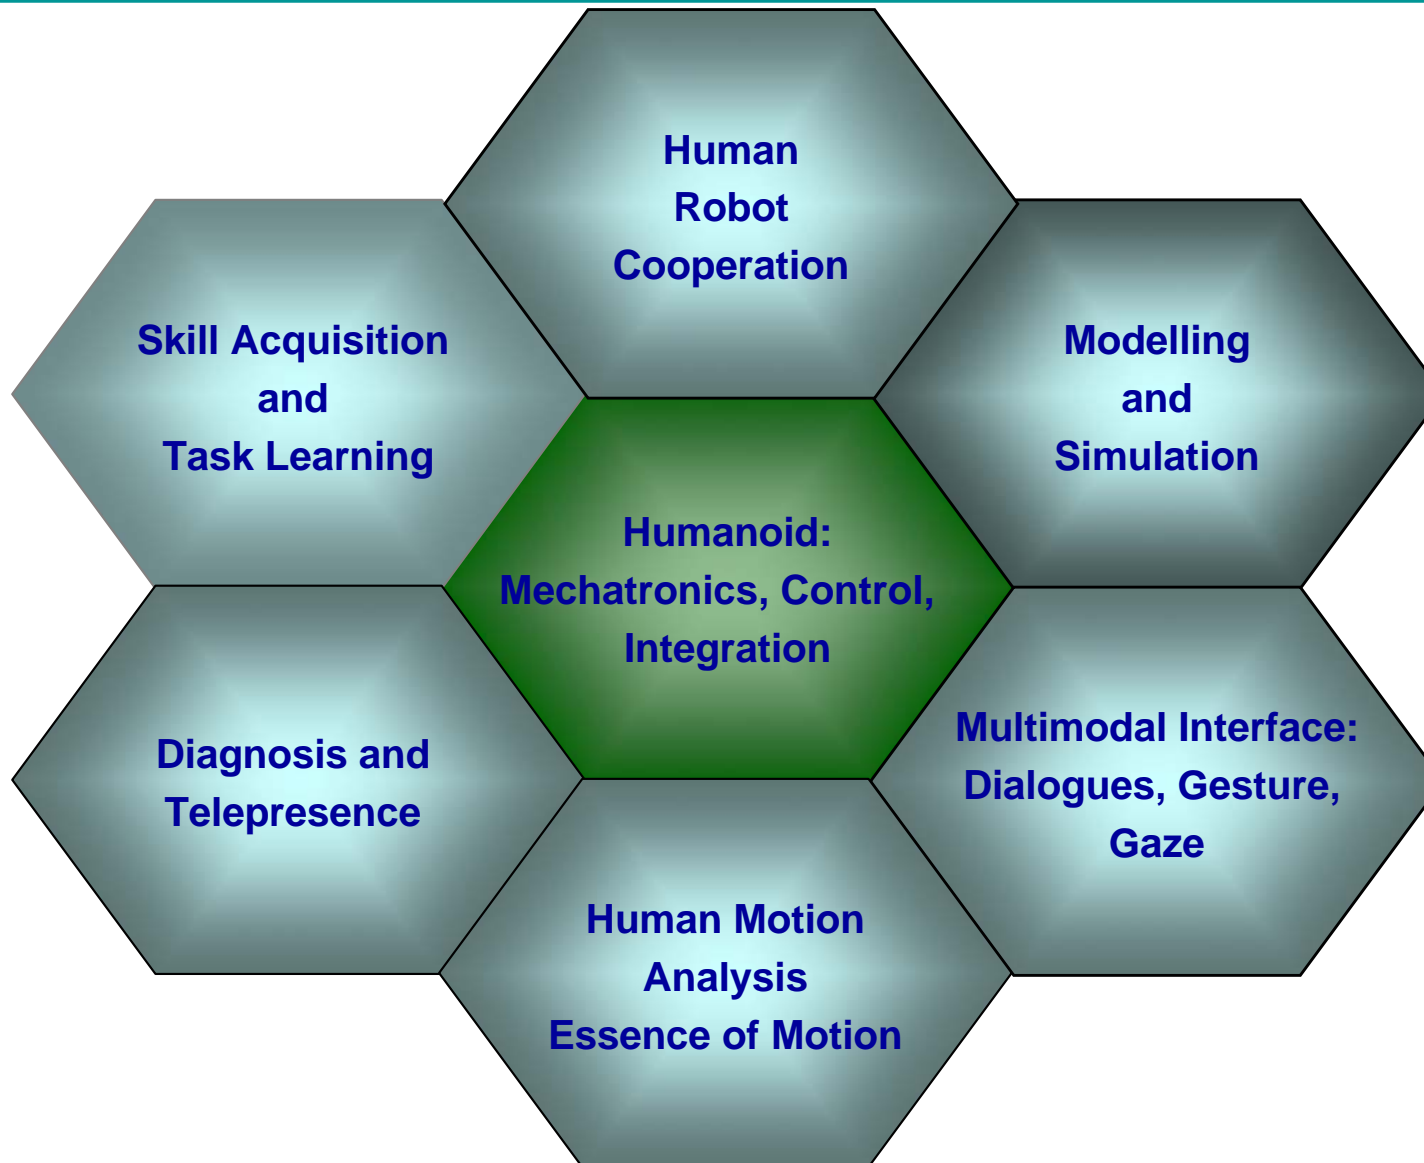 Human
Robot
Cooperation
Skill Acquisition
and
Task Learning
Modelling
and
Simulation
Humanoid:
Mechatronics, Control,
Integration
Diagnosis and
Telepresence
Multimodal Interface:
Dialogues, Gesture,
Gaze
Human Motion
Analysis
Essence of Motion